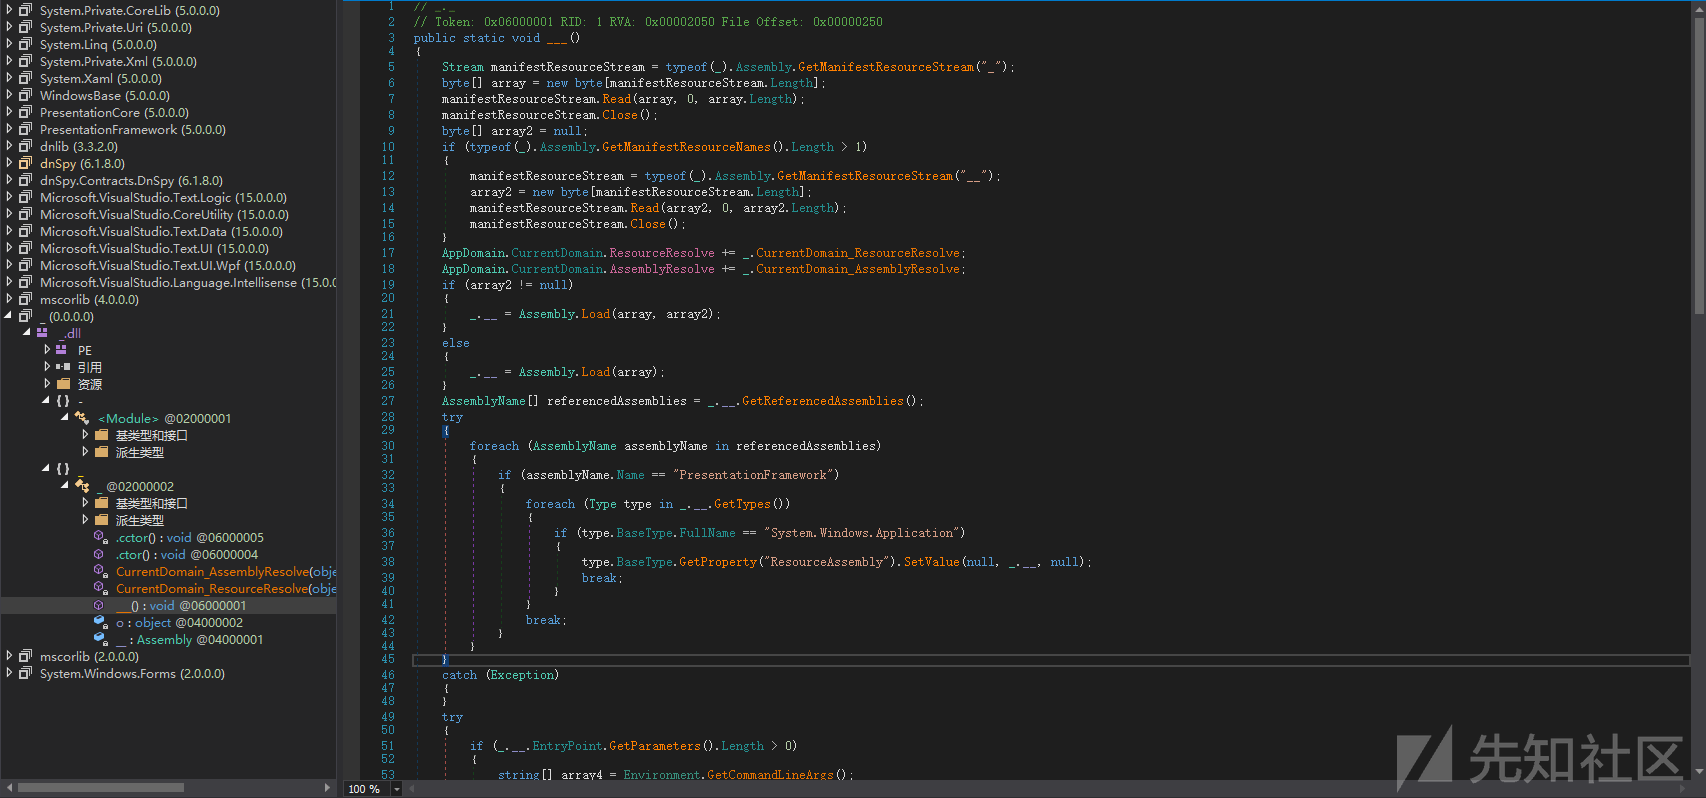 System.Private.CoreLib (5.0.0.0)
System.Private.Uri (5.0.0.0)
System.Linq (5.0.0.0)
System.Private.Xml (5.0.0.0)
System.Xaml (5.0.0.0)
WindowsBase (5.0.0.0)
PresentationCore (5.0.0.0)
PresentationFramework (5.0.0.0)
dnlib (3.3.2.0)
dnSpy (6.1.8.0)
dnSpy.Contracts.DnSpy (6.1.8.0)
Microsoft.VisualStudio.Text.Logic (15.0.0.0)
Microsoft.VisualStudio.CoreUtility (15.0.0.0)
Microsoft.VisualStudio.Text.Data (15.0.0.0)
Microsoft.VisualStudio.Text.UI (15.0.0.0)
Microsoft.VisualStudio.Text.UI.Wpf (15.0.0.0)
Microsoft.VisualStudio.Language.Intellisense (15.0.0
mscorlib (4.0.0.0)
_ (0.0.0.0)
_.dll
PE
引用
资源
{ } -
<Module> @02000001
基类型和接口
派生类型
{ } _
_ @02000002
基类型和接口
派生类型
.cctor() : void @06000005
.ctor() : void @06000004
CurrentDomain_AssemblyResolve(obje
CurrentDomain_ResourceResolve(obje
___() : void @06000001
o : object @04000002
__ : Assembly @04000001
mscorlib (2.0.0.0)
System.Windows.Forms (2.0.0.0)
1 // _._
2 // Token: 0x06000001 RID: 1 RVA: 0x00002050 File Offset: 0x00000250
3 public static void ___()
4 {
5 Stream manifestResourceStream = typeof(_).Assembly.GetManifestResourceStream("_");
6 byte[] array = new byte[manifestResourceStream.Length];
7 manifestResourceStream.Read(array, 0, array.Length);
8 manifestResourceStream.Close();
9 byte[] array2 = null;
10 if (typeof(_).Assembly.GetManifestResourceNames().Length > 1)
11 {
12 manifestResourceStream = typeof(_).Assembly.GetManifestResourceStream("__");
13 array2 = new byte[manifestResourceStream.Length];
14 manifestResourceStream.Read(array2, 0, array2.Length);
15 manifestResourceStream.Close();
16 }
17 AppDomain.CurrentDomain.ResourceResolve += _.CurrentDomain_ResourceResolve;
18 AppDomain.CurrentDomain.AssemblyResolve += _.CurrentDomain_AssemblyResolve;
19 if (array2 != null)
20 {
21 _.__ = Assembly.Load(array, array2);
22 }
23 else
24 {
25 _.__ = Assembly.Load(array);
26 }
27 AssemblyName[] referencedAssemblies = _.__.GetReferencedAssemblies();
28 try
29 {
30 foreach (AssemblyName assemblyName in referencedAssemblies)
31 {
32 if (assemblyName.Name == "PresentationFramework")
33 {
34 foreach (Type type in _.__.GetTypes())
35 {
36 if (type.BaseType.FullName == "System.Windows.Application")
37 {
38 type.BaseType.GetProperty("ResourceAssembly").SetValue(null, _.__, null);
39 break;
40 }
41 }
42 break;
43 }
44 }
45 }
46 catch (Exception)
47 {
48 }
49 try
50 {
51 if (_.__.EntryPoint.GetParameters().Length > 0)
52 {
53 string[] array4 = Environment.GetCommandLineArgs();
100 %
先知社区